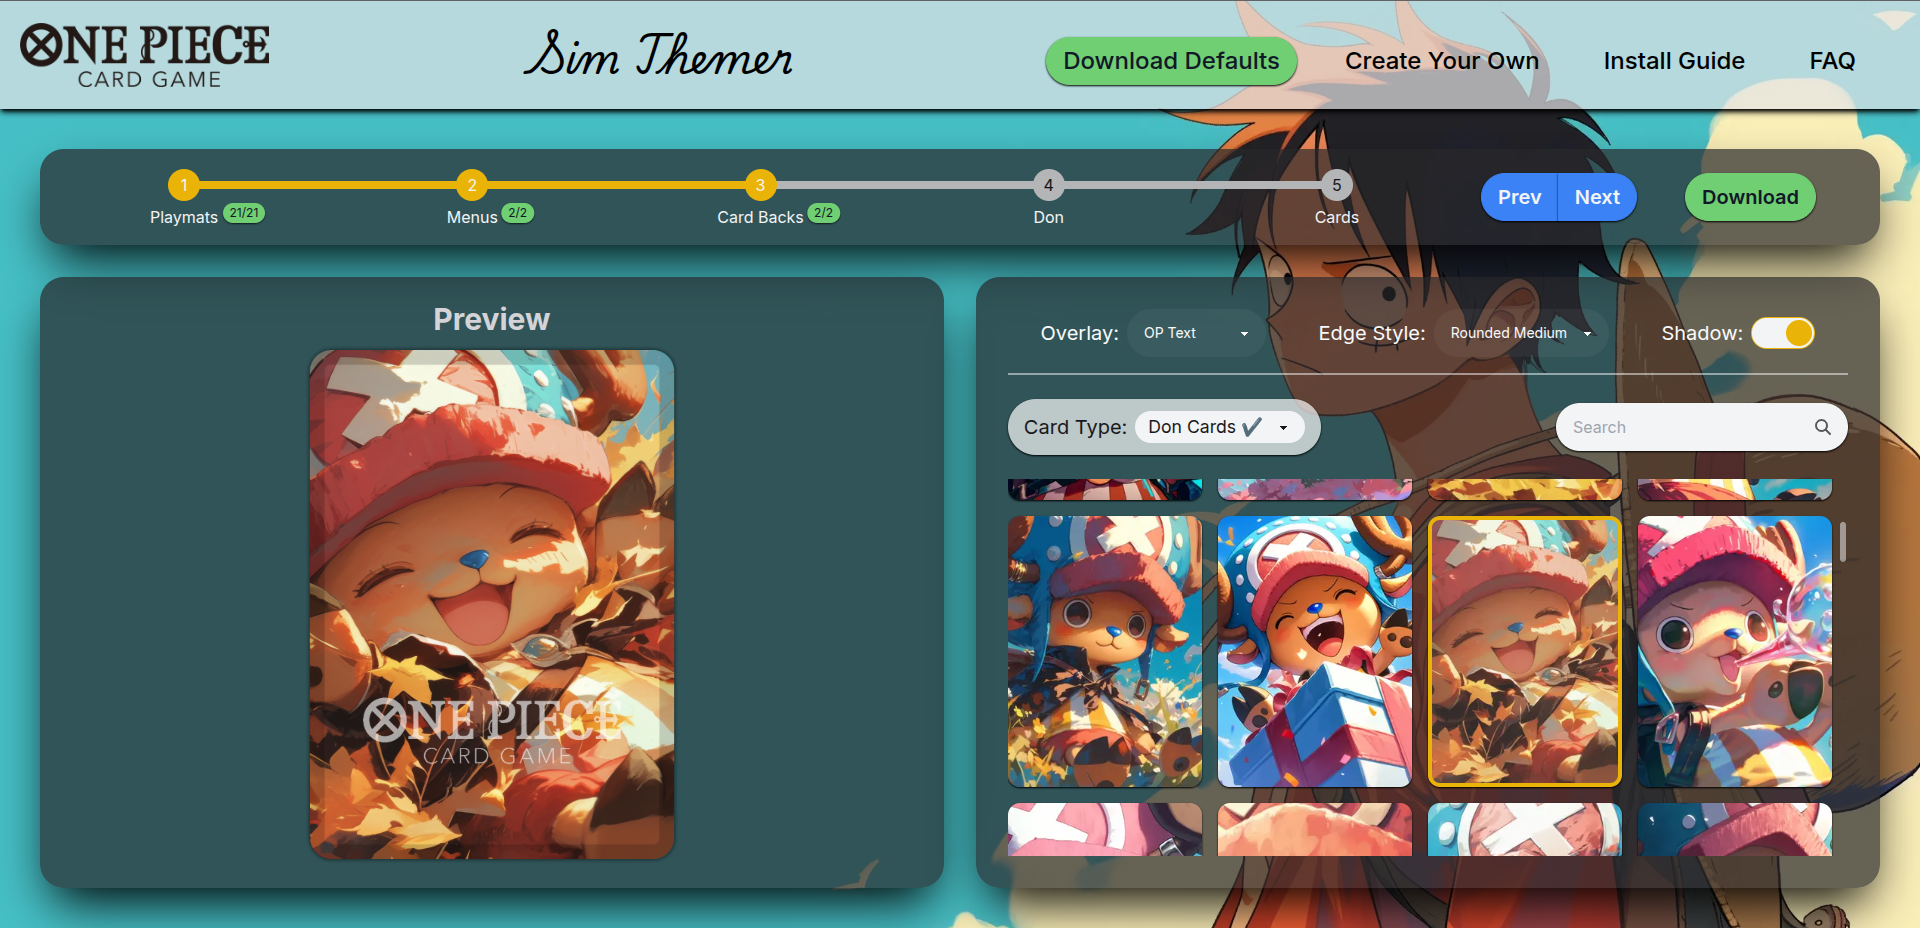 ONE PIECE
CARD GAME
Sim Themer
Download Defaults
Create Your Own
Install Guide
FAQ
1
2
3
4
5
Playmats 21/21
Menus 2/2
Card Backs 2/2
Don
Cards
Prev
Next
Download
Preview
ONE PIECE
CARD GAME
Overlay: OP Text
Edge Style: Rounded Medium
Shadow:
Card Type: Don Cards ✔
Search